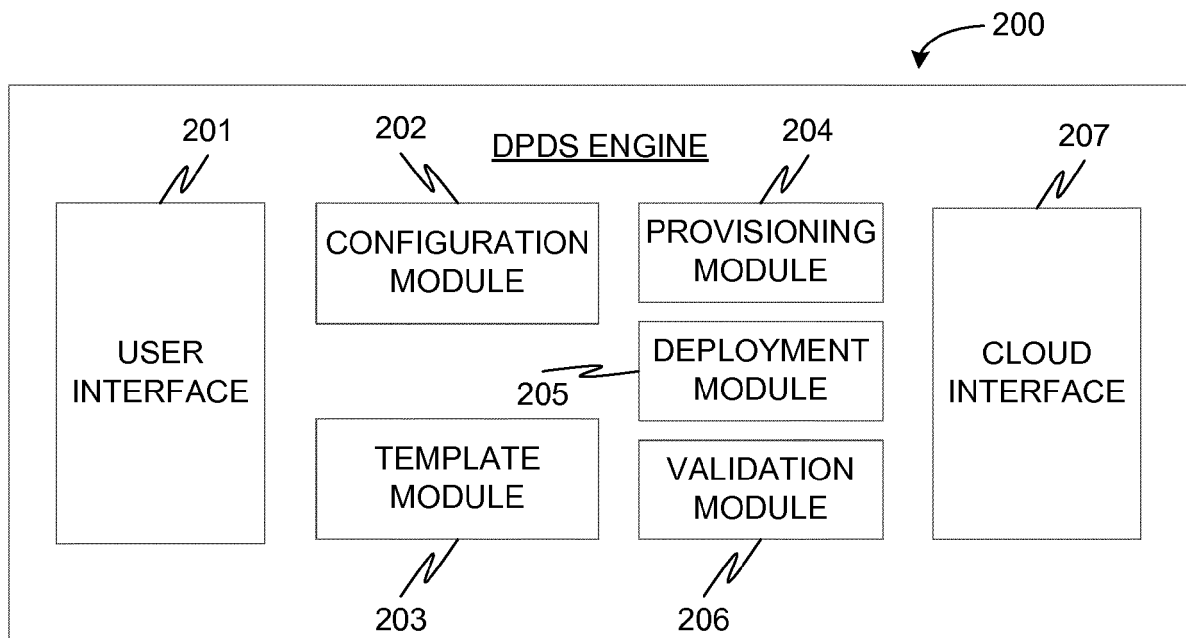 200
201
202
DPDS ENGINE
204
207
USER
INTERFACE
CONFIGURATION
MODULE
PROVISIONING
MODULE
205
DEPLOYMENT
MODULE
CLOUD
INTERFACE
TEMPLATE
MODULE
VALIDATION
MODULE
203
206